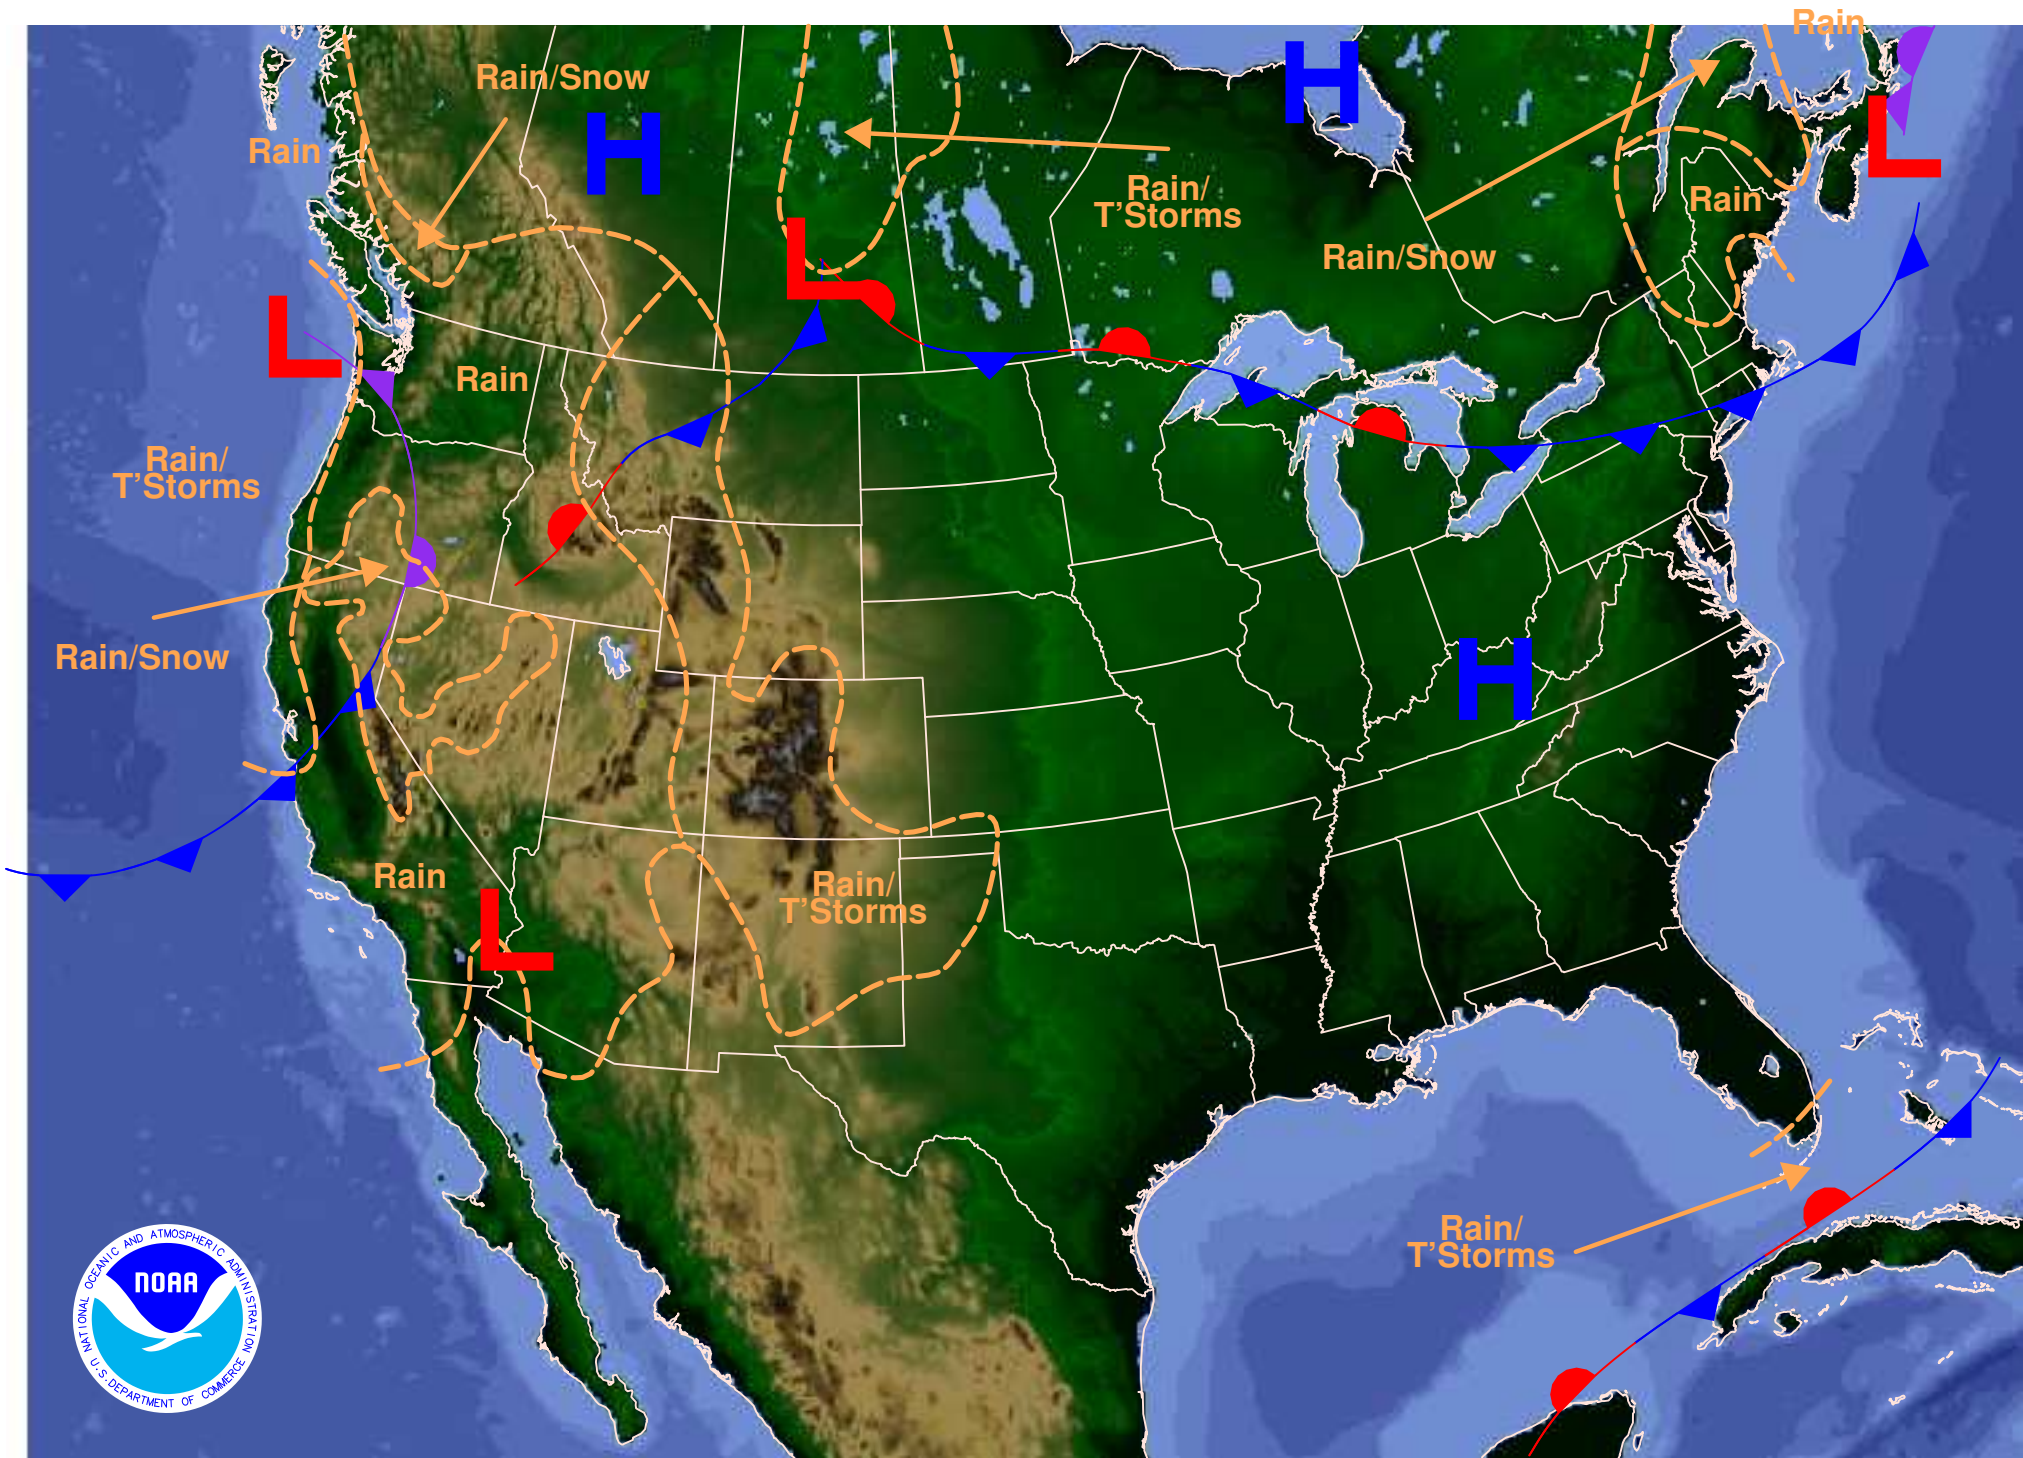 Rain
Rain/Snow
H
H
Rain
L
Rain/
T'Storms
Rain
L
Rain/Snow
L
Rain
Rain/
T'Storms
Rain/Snow
H
Rain
L
Rain/
T'Storms
Rain/
T'Storms
NATIONAL OCEANIC AND ATMOSPHERIC ADMINISTRATION
NOAA
U.S. DEPARTMENT OF COMMERCE